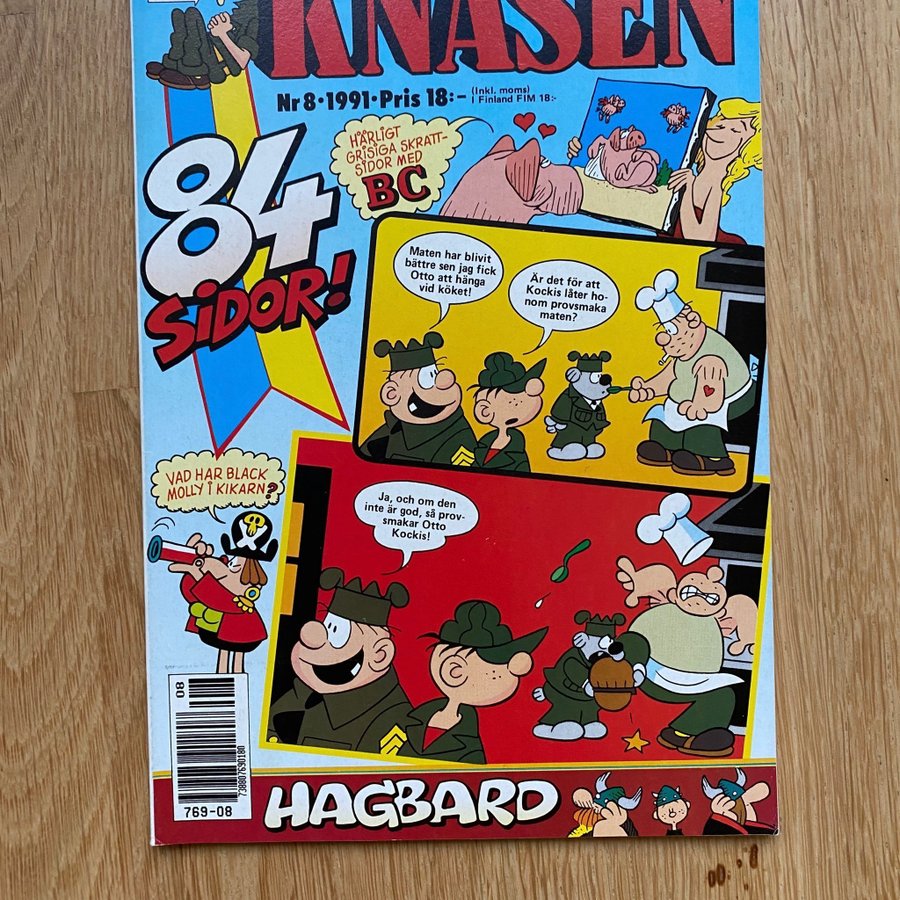 KNASEN
Nr 8 · 1991 · Pris 18:– (Inkl. moms)
I Finland FIM 18:-
84
SiDOR!
HÄRLIGT
GRISIGA SKRATT-
SIDOR MED
BC
Maten har blivit
bättre sen jag fick
Otto att hänga
vid köket!
Är det för att
Kockis låter ho-
nom provsmaka
maten?
VAD HAR BLACK
MOLLY I KIKARN?
Ja, och om den
inte är god, så prov-
smakar Otto
Kockis!
80
7388077690180
769-08
HAGBARD